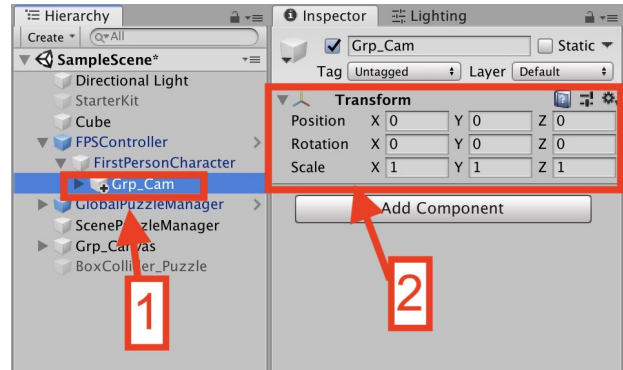 Hierarchy
Create
All
SampleScene*
Directional Light
StarterKit
Cube
FPSController
FirstPersonCharacter
Grp_Cam
GlobalPuzzleManager
ScenePuzzleManager
Grp_Canvas
BoxCollider_Puzzle
1
Inspector Lighting
Grp_Cam Static
Tag Untagged Layer Default
Transform
Position X 0 Y 0 Z 0
Rotation X 0 Y 0 Z 0
Scale X 1 Y 1 Z 1
Add Component
2